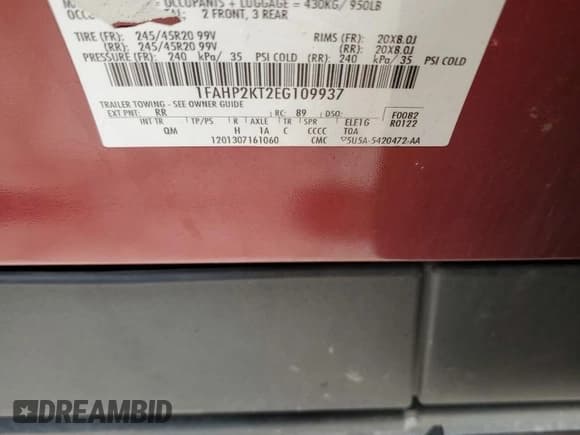 OCCUPANTS + LUGGAGE = 430KG/ 950LB
2 FRONT, 3 REAR
TIRE (FR): 245/45R20 99V RIMS (FR): 20X8.0J
(RR): 245/45R20 99V (RR): 20X8.0J
PRESSURE (FR): 240 kPa/ 35 PSI COLD (RR): 240 kPa/ 35 PSI COLD
1FAHP2KT2EG109937
TRAILER TOWING - SEE OWNER GUIDE
EXT PNT: RR RC: 89 DSO: F0082
INT TR TP/PS R AXLE TR SPR R0122
QM H 1A C CCCC T0A
1201307161060 CMC ▽5U5A-5420472-AA
DREAMBID